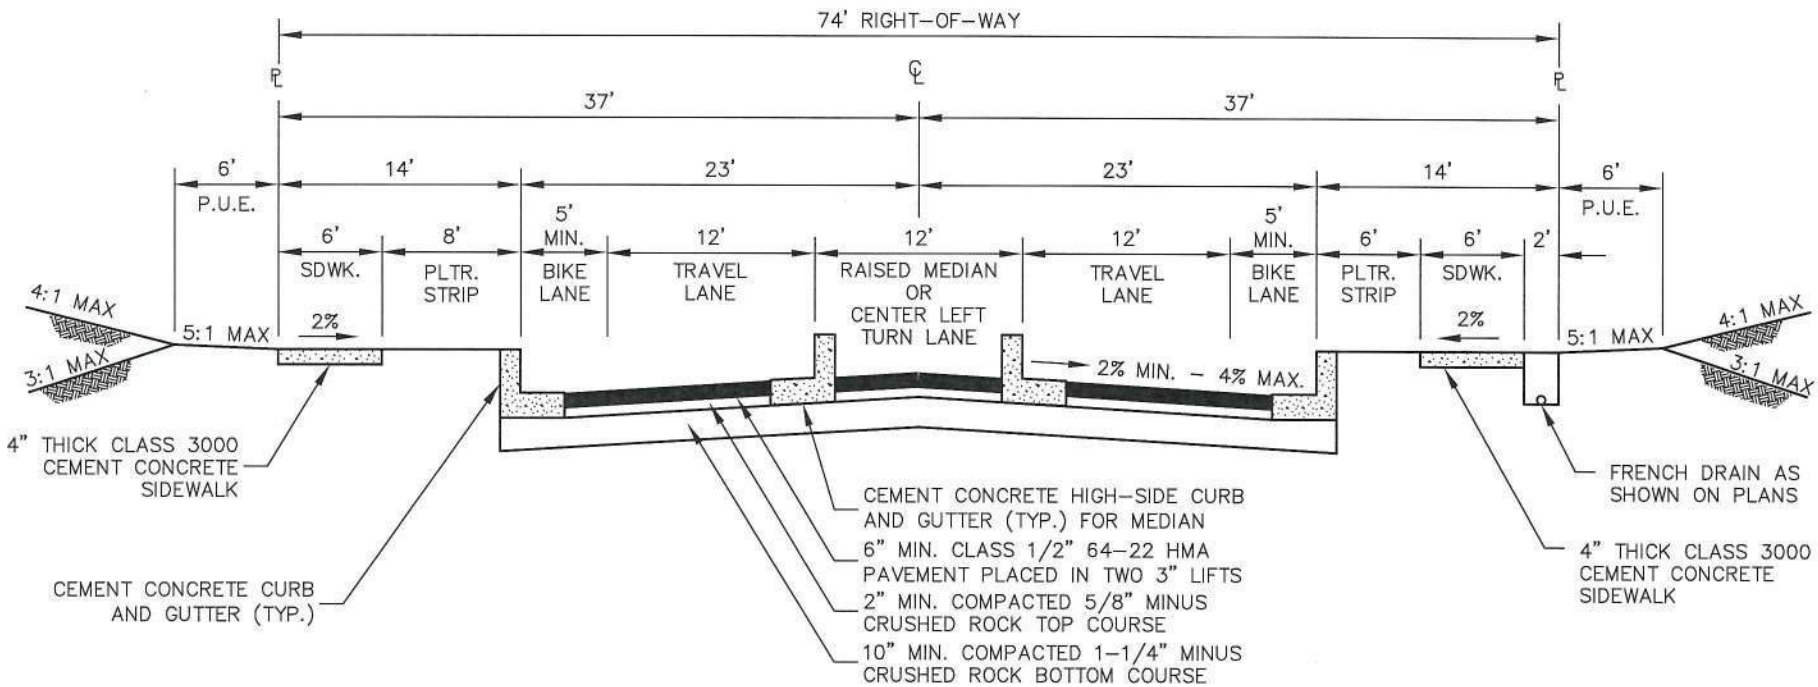 74' RIGHT-OF-WAY
PL
CL
PL
37'
37'
6'
14'
23'
23'
14'
6'
P.U.E.
P.U.E.
6'
8'
5'
MIN.
12'
12'
12'
5'
MIN.
6'
6'
2'
SDWK.
PLTR.
STRIP
BIKE
LANE
TRAVEL
LANE
RAISED MEDIAN
OR
CENTER LEFT
TURN LANE
TRAVEL
LANE
BIKE
LANE
PLTR.
STRIP
SDWK.
4:1 MAX
5:1 MAX
2%
3:1 MAX
2% MIN. - 4% MAX.
2%
5:1 MAX
4:1 MAX
3:1 MAX
4" THICK CLASS 3000
CEMENT CONCRETE
SIDEWALK
CEMENT CONCRETE CURB
AND GUTTER (TYP.)
CEMENT CONCRETE HIGH-SIDE CURB
AND GUTTER (TYP.) FOR MEDIAN
6" MIN. CLASS 1/2" 64-22 HMA
PAVEMENT PLACED IN TWO 3" LIFTS
2" MIN. COMPACTED 5/8" MINUS
CRUSHED ROCK TOP COURSE
10" MIN. COMPACTED 1-1/4" MINUS
CRUSHED ROCK BOTTOM COURSE
FRENCH DRAIN AS
SHOWN ON PLANS
4" THICK CLASS 3000
CEMENT CONCRETE
SIDEWALK